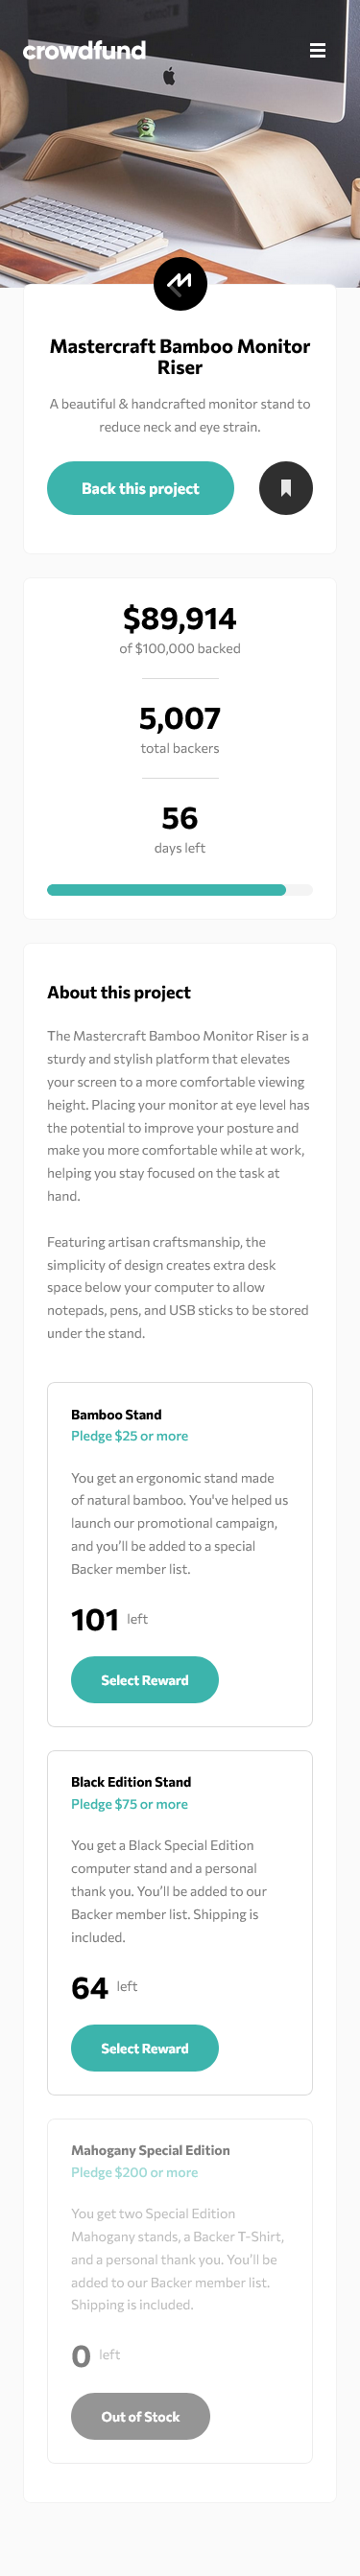 crowdfund
Mastercraft Bamboo Monitor
Riser
A beautiful & handcrafted monitor stand to
reduce neck and eye strain.
Back this project
$89,914
of $100,000 backed
5,007
total backers
56
days left
About this project
The Mastercraft Bamboo Monitor Riser is a
sturdy and stylish platform that elevates
your screen to a more comfortable viewing
height. Placing your monitor at eye level has
the potential to improve your posture and
make you more comfortable while at work,
helping you stay focused on the task at
hand.
Featuring artisan craftsmanship, the
simplicity of design creates extra desk
space below your computer to allow
notepads, pens, and USB sticks to be stored
under the stand.
Bamboo Stand
Pledge $25 or more
You get an ergonomic stand made
of natural bamboo. You've helped us
launch our promotional campaign,
and you’ll be added to a special
Backer member list.
101 left
Select Reward
Black Edition Stand
Pledge $75 or more
You get a Black Special Edition
computer stand and a personal
thank you. You’ll be added to our
Backer member list. Shipping is
included.
64 left
Select Reward
Mahogany Special Edition
Pledge $200 or more
You get two Special Edition
Mahogany stands, a Backer T-Shirt,
and a personal thank you. You’ll be
added to our Backer member list.
Shipping is included.
0 left
Out of Stock